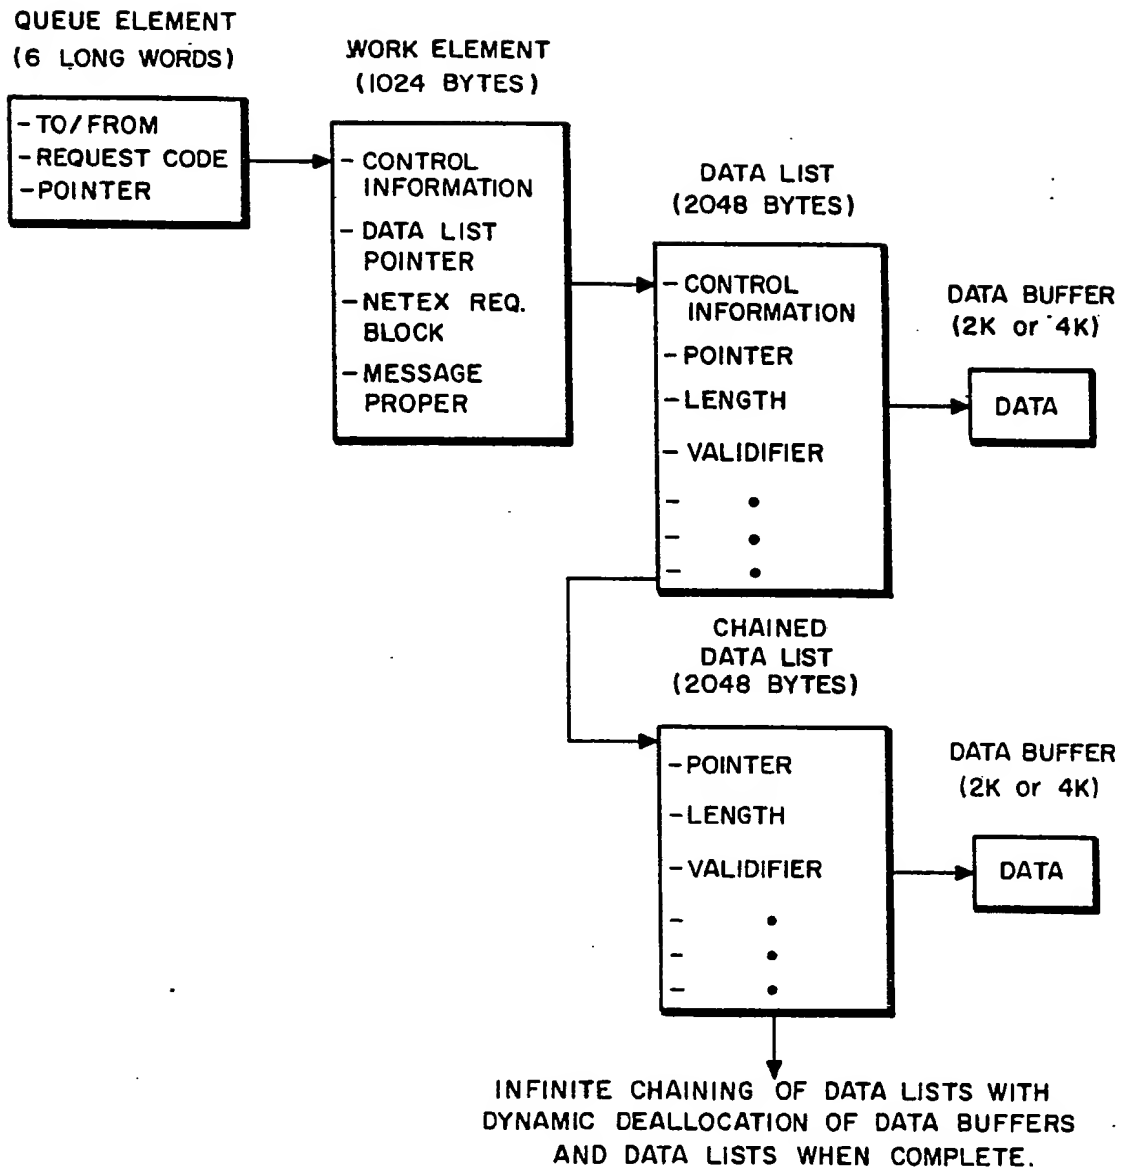 QUEUE ELEMENT
(6 LONG WORDS)
- TO/FROM
- REQUEST CODE
- POINTER
WORK ELEMENT
(1024 BYTES)
- CONTROL
INFORMATION
- DATA LIST
POINTER
- NETEX REQ.
BLOCK
- MESSAGE
PROPER
DATA LIST
(2048 BYTES)
- CONTROL
INFORMATION
- POINTER
- LENGTH
- VALIDIFIER
- •
- •
- •
DATA BUFFER
(2K or 4K)
DATA
CHAINED
DATA LIST
(2048 BYTES)
- POINTER
- LENGTH
- VALIDIFIER
- •
- •
- •
DATA BUFFER
(2K or 4K)
DATA
INFINITE CHAINING OF DATA LISTS WITH
DYNAMIC DEALLOCATION OF DATA BUFFERS
AND DATA LISTS WHEN COMPLETE.